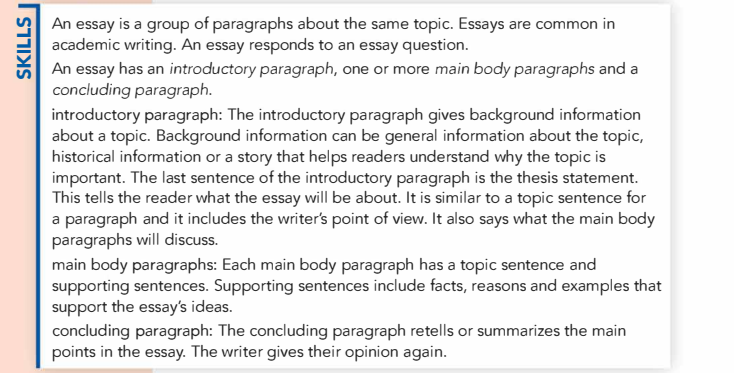 SKILLS
An essay is a group of paragraphs about the same topic. Essays are common in
academic writing. An essay responds to an essay question.
An essay has an introductory paragraph, one or more main body paragraphs and a
concluding paragraph.
introductory paragraph: The introductory paragraph gives background information
about a topic. Background information can be general information about the topic,
historical information or a story that helps readers understand why the topic is
important. The last sentence of the introductory paragraph is the thesis statement.
This tells the reader what the essay will be about. It is similar to a topic sentence for
a paragraph and it includes the writer's point of view. It also says what the main body
paragraphs will discuss.
main body paragraphs: Each main body paragraph has a topic sentence and
supporting sentences. Supporting sentences include facts, reasons and examples that
support the essay's ideas.
concluding paragraph: The concluding paragraph retells or summarizes the main
points in the essay. The writer gives their opinion again.